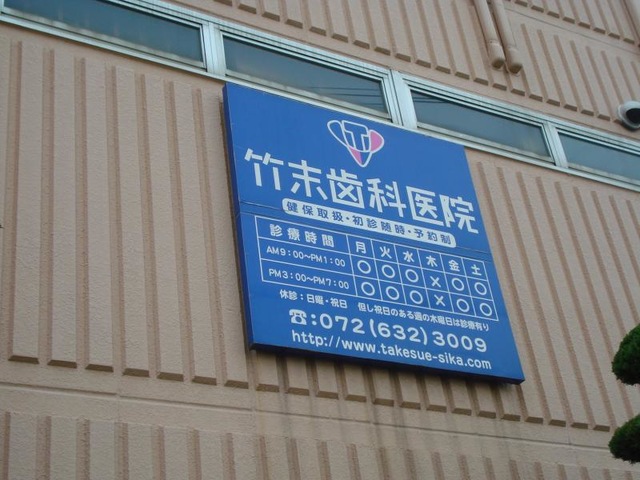 T
竹末歯科医院
健保取扱・初診随時・予約制
診療時間 月 火 水 木 金 土
AM9:00〜PM1:00 ○ ○ ○ × ○ ○
PM3:00〜PM7:00 ○ ○ ○ × ○ ○
休診:日曜・祝日 但し祝日のある週の木曜日は診療有り
☎:072(632)3009
http://www.takesue-sika.com